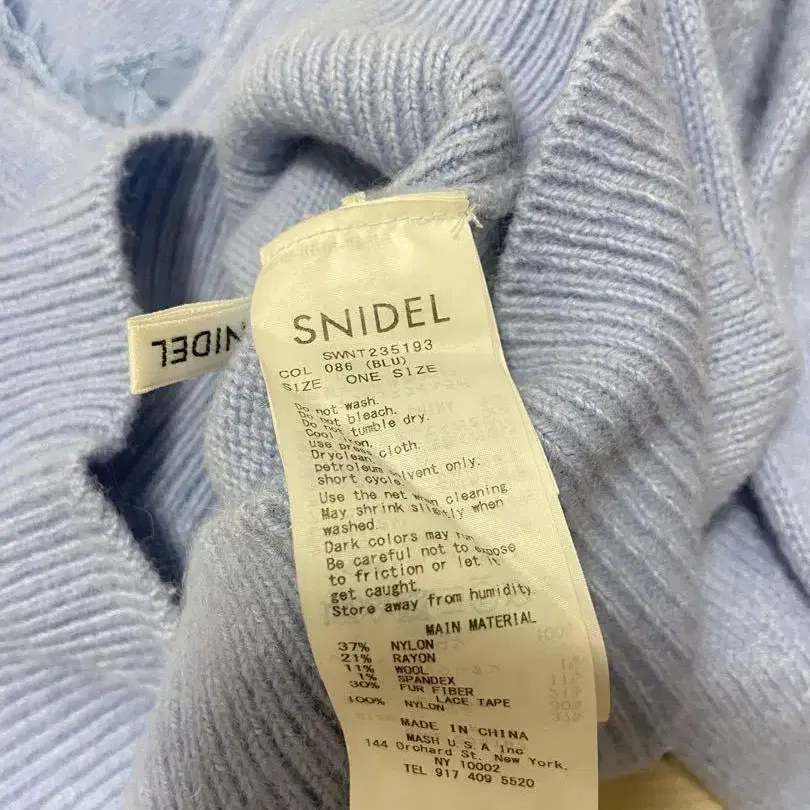 SNIDEL
SNIDEL
SWNT235193
COL 086 (BLU)
SIZE ONE SIZE
Do not wash.
Do not bleach.
Do not tumble dry.
Cool iron.
use press cloth.
Dryclean
petroleum solvent only.
short cycle
Use the net when cleaning.
May shrink slightly when
washed.
Dark colors may run
Be careful not to expose
to friction or let it
get caught.
Store away from humidity.
MAIN MATERIAL
37% NYLON
21% RAYON
11% WOOL
1% SPANDEX
30% FUR FIBER
LACE TAPE
100% NYLON
MADE IN CHINA
MASH U.S.A Inc
144 Orchard St. New York.
NY 10002
TEL 917 409 5520